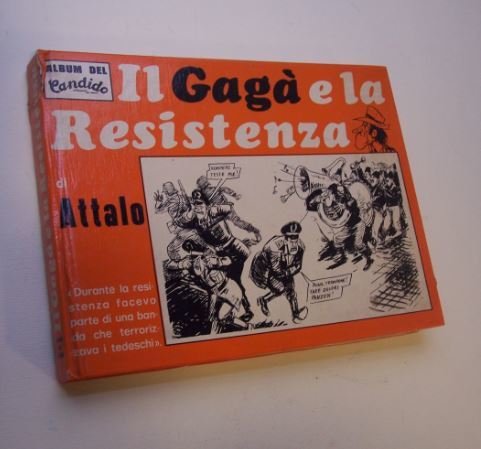 ALBUM DEL
Candido
Il Gagà e la
Resistenza
di
Attalo
«Durante la resi-
stenza facevo
parte di una ban-
da che terroriz-
zava i tedeschi».